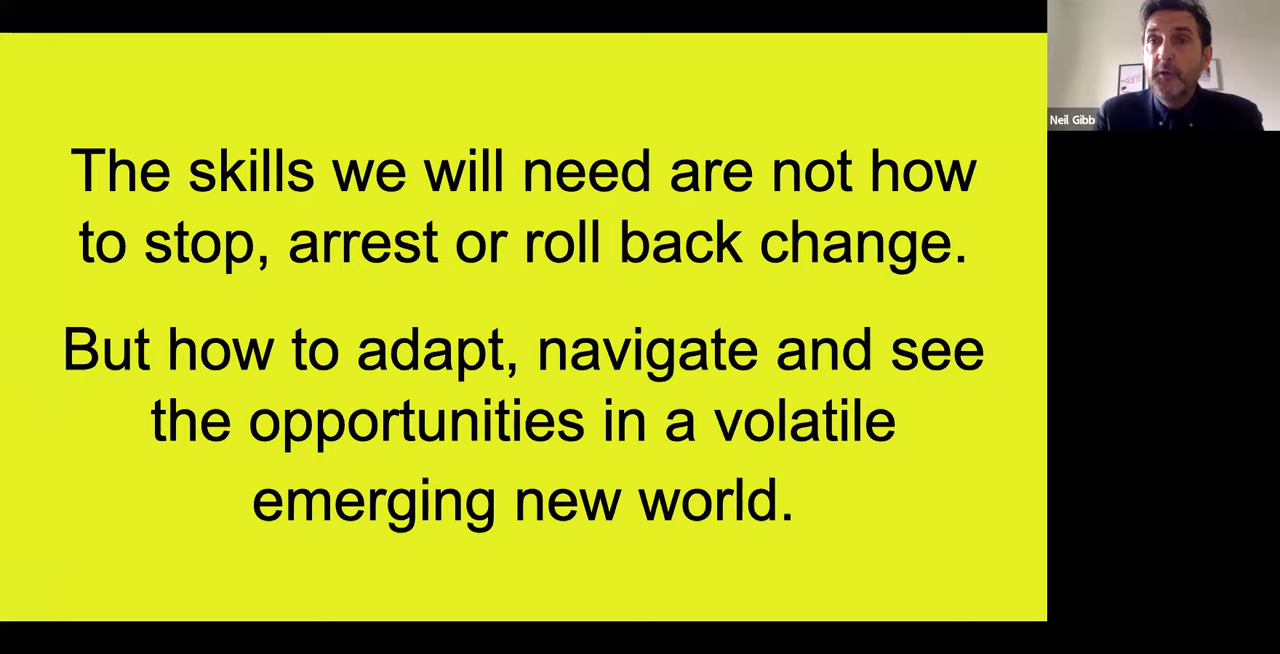 The skills we will need are not how
to stop, arrest or roll back change.
But how to adapt, navigate and see
the opportunities in a volatile
emerging new world.
Neil Gibb